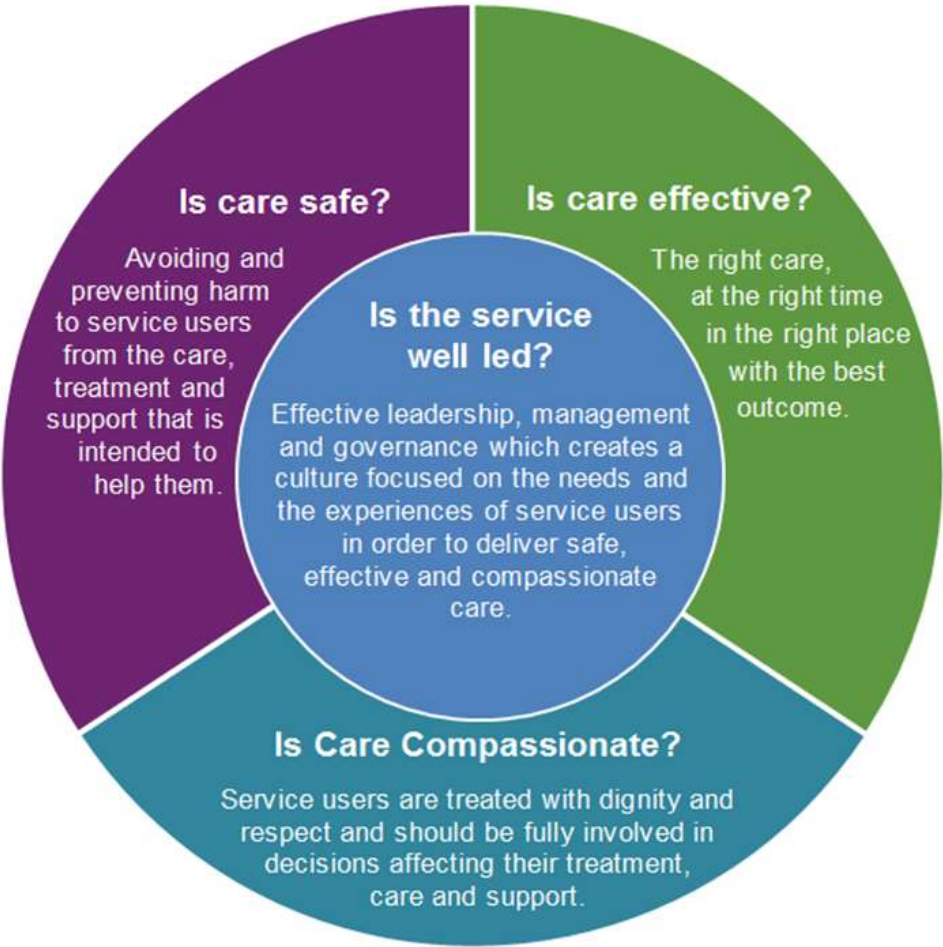 Is care safe?
Avoiding and
preventing harm
to service users
from the care,
treatment and
support that is
intended to
help them.
Is care effective?
The right care,
at the right time
in the right place
with the best
outcome.
Is the service
well led?
Effective leadership, management
and governance which creates a
culture focused on the needs and
the experiences of service users
in order to deliver safe,
effective and compassionate
care.
Is Care Compassionate?
Service users are treated with dignity and
respect and should be fully involved in
decisions affecting their treatment,
care and support.